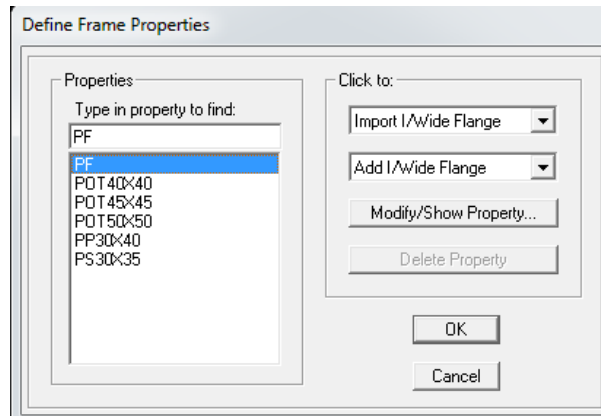 Define Frame Properties
Properties
Type in property to find:
PF
PF
POT40X40
POT45X45
POT50X50
PP30X40
PS30X35
Click to:
Import I/Wide Flange
Add I/Wide Flange
Modify/Show Property...
Delete Property
OK
Cancel